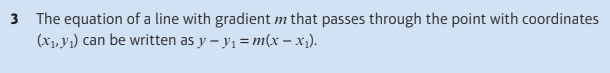 3 The equation of a line with gradient m that passes through the point with coordinates
(x₁, y₁) can be written as y – y₁ = m(x – x₁).